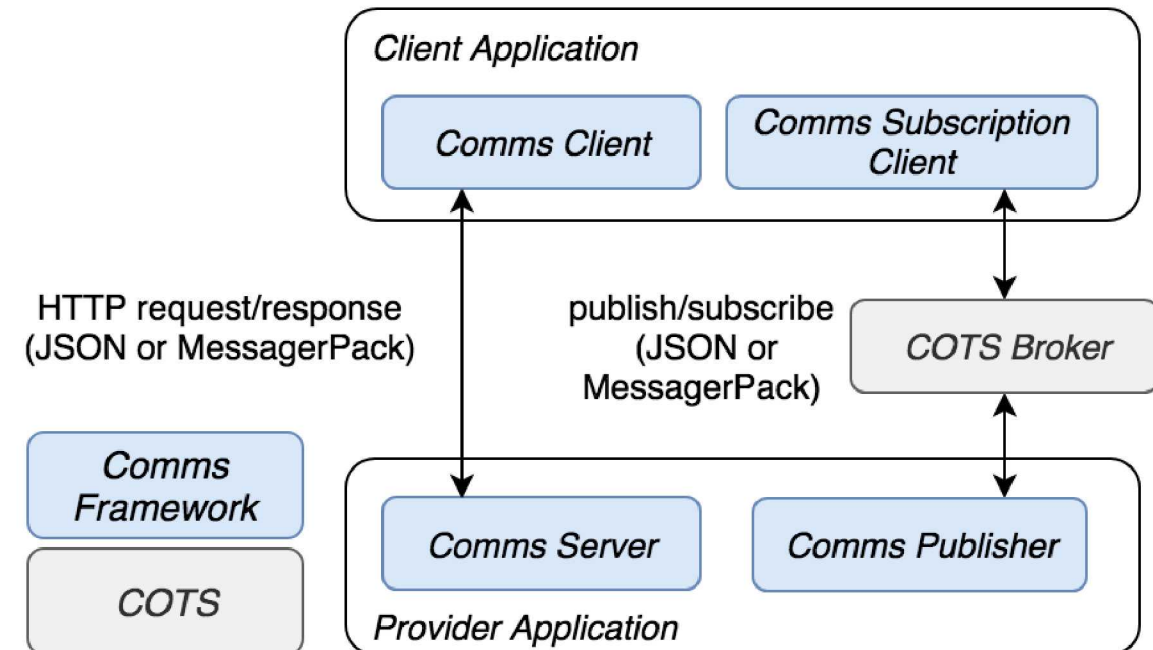 Client Application
Comms Client
Comms Subscription
Client
HTTP request/response
(JSON or MessagerPack)
publish/subscribe
(JSON or
MessagerPack)
COTS Broker
Comms
Framework
COTS
Comms Server
Comms Publisher
Provider Application